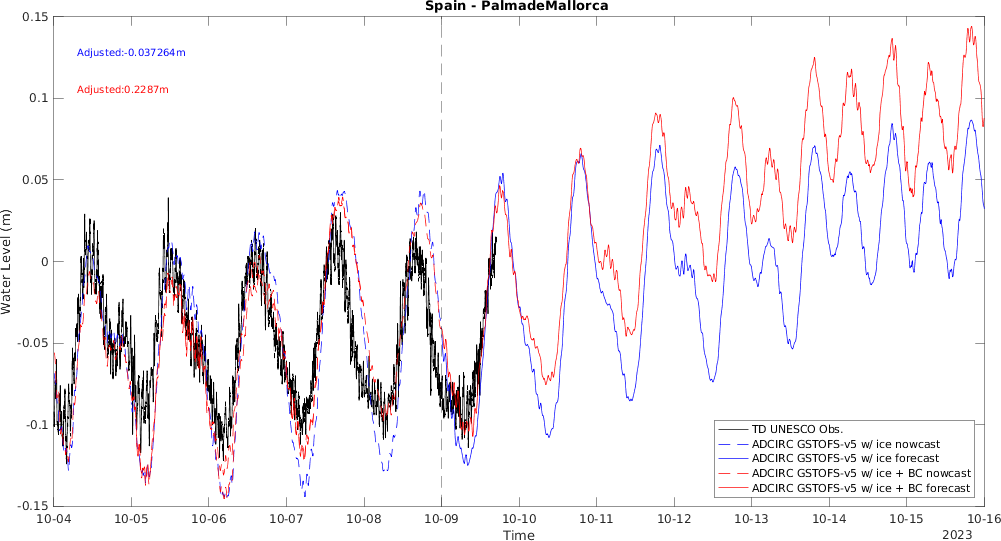 Spain - PalmadeMallorca
Adjusted:-0.037264m
Adjusted:0.2287m
Water Level (m)
0.15
0.1
0.05
0
-0.05
-0.1
-0.15
10-04 10-05 10-06 10-07 10-08 10-09 10-10 10-11 10-12 10-13 10-14 10-15 10-16
Time
2023
TD UNESCO Obs.
ADCIRC GSTOFS-v5 w/ ice nowcast
ADCIRC GSTOFS-v5 w/ ice forecast
ADCIRC GSTOFS-v5 w/ ice + BC nowcast
ADCIRC GSTOFS-v5 w/ ice + BC forecast